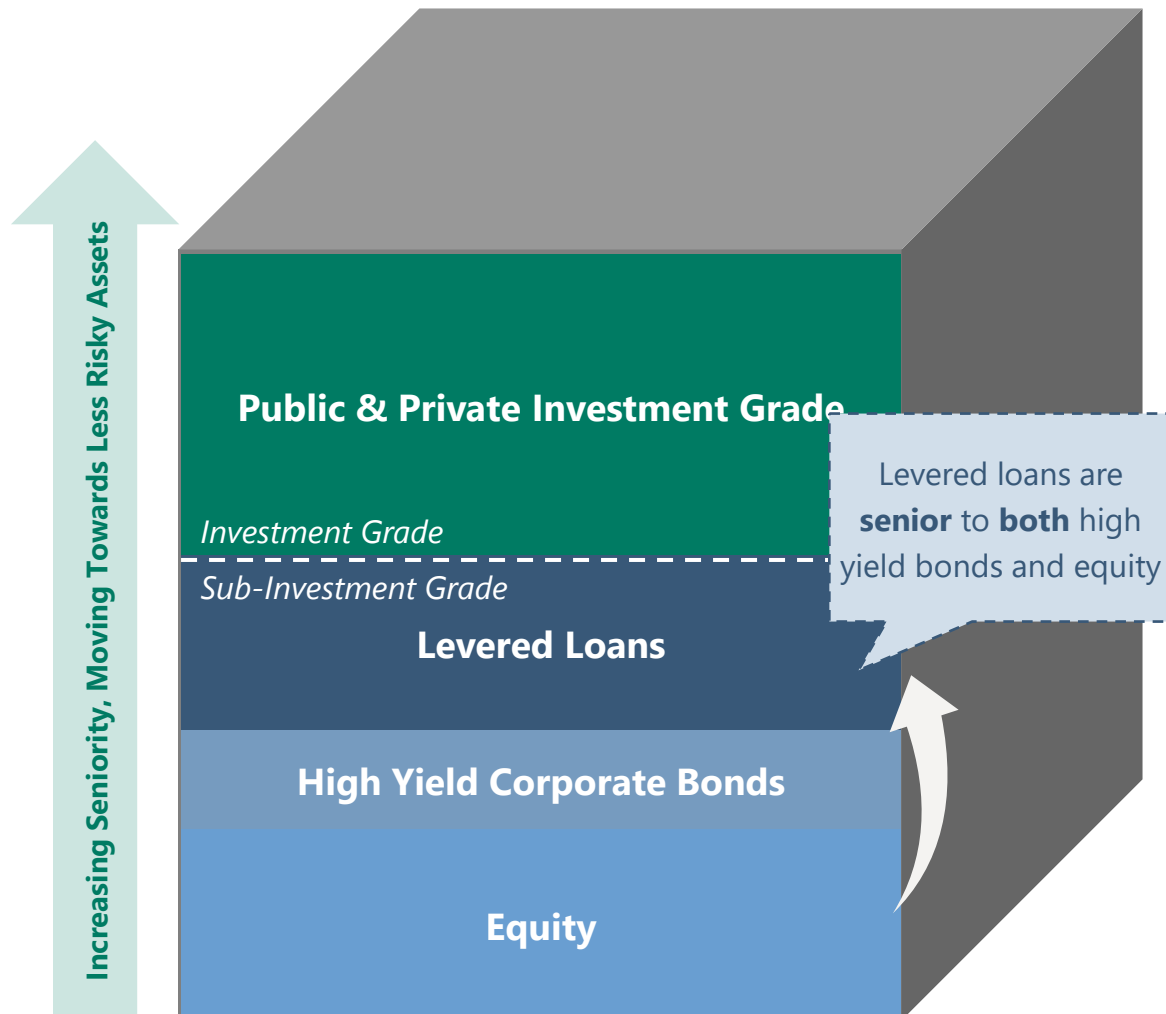 Increasing Seniority, Moving Towards Less Risky Assets
Public & Private Investment Grade
Levered loans are
senior to both high
yield bonds and equity
Investment Grade
Sub-Investment Grade
Levered Loans
High Yield Corporate Bonds
Equity